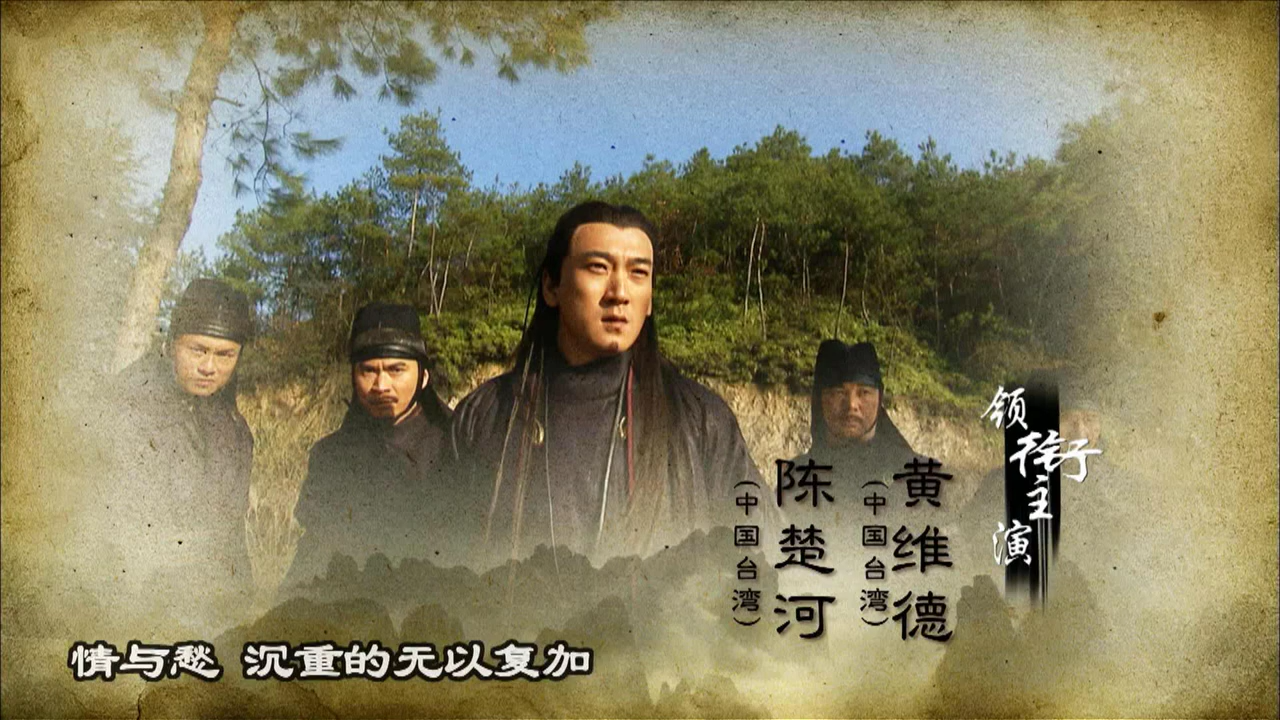 领衔主演
黄维德
(中国台湾)
陈楚河
(中国台湾)
情与愁 沉重的无以复加